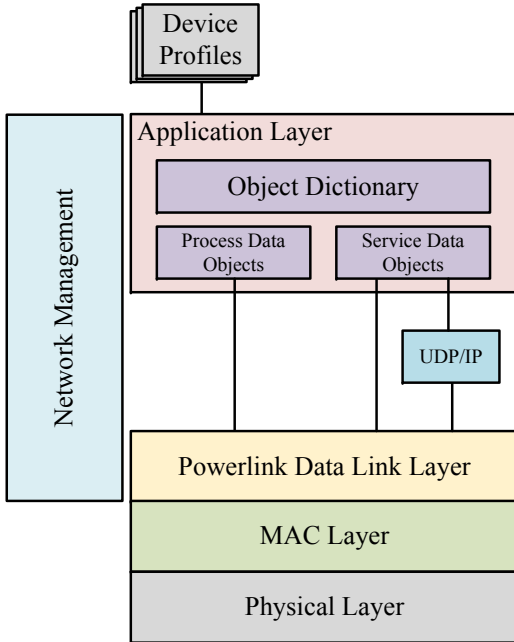 Device
Profiles
Network Management
Application Layer
Object Dictionary
Process Data
Objects
Service Data
Objects
UDP/IP
Powerlink Data Link Layer
MAC Layer
Physical Layer